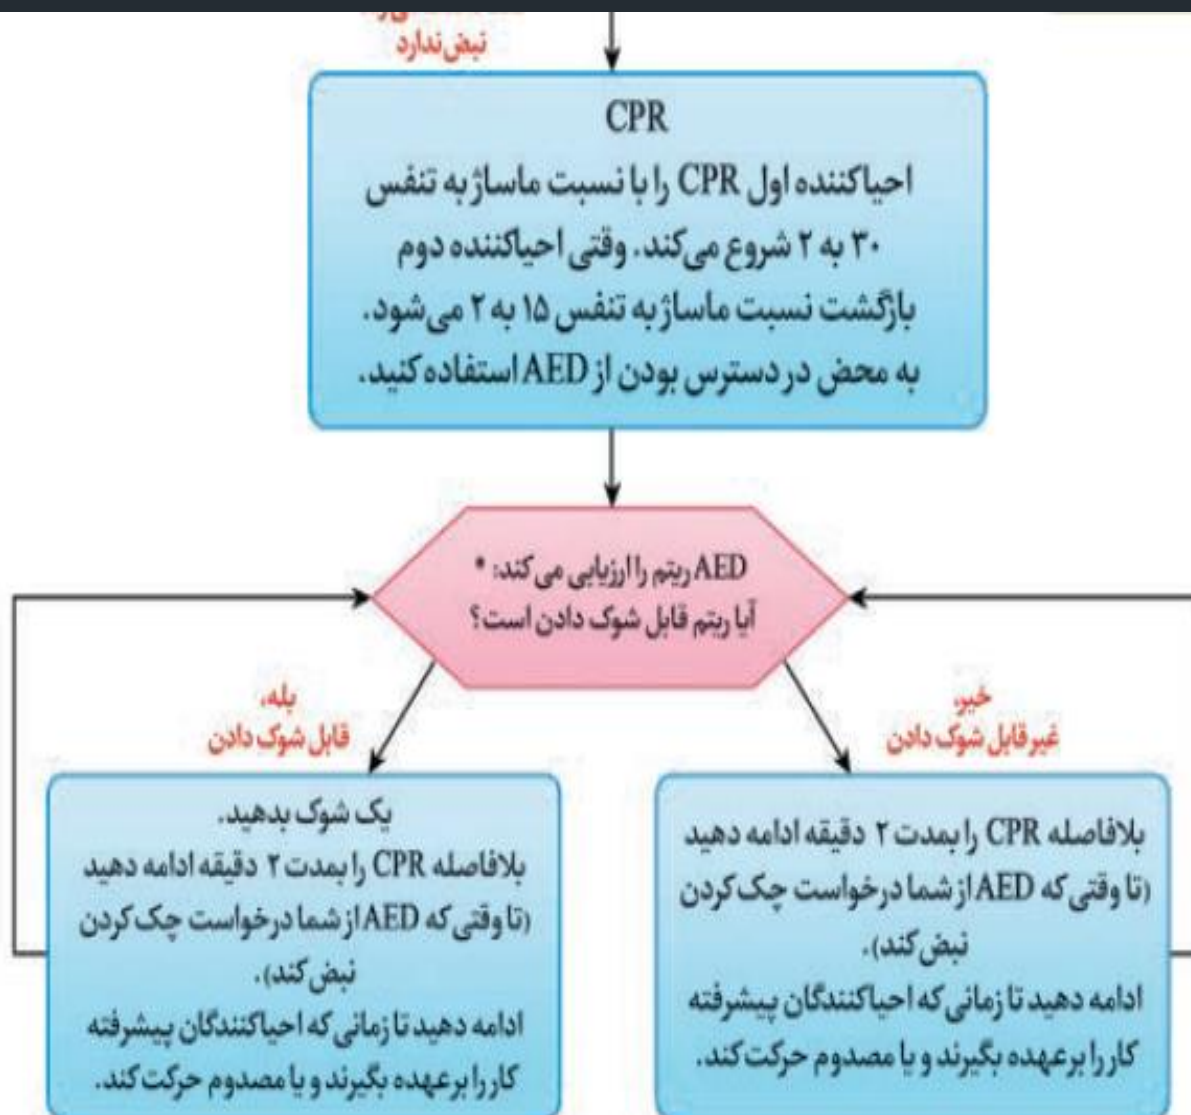 نبض ندارد
CPR
احیاکننده اول CPR را با نسبت ماساژ به تنفس
۳۰ به ۲ شروع می‌کند. وقتی احیاکننده دوم
بازگشت نسبت ماساژ به تنفس ۱۵ به ۲ می‌شود.
به محض در دسترس بودن از AED استفاده کنید.
AED ریتم را ارزیابی می‌کند: *
آیا ریتم قابل شوک دادن است؟
خیر،
غیر قابل شوک دادن
بله،
قابل شوک دادن
بلافاصله CPR را بمدت ۲ دقیقه ادامه دهید
(تا وقتی که AED از شما درخواست چک کردن
نبض کند).
ادامه دهید تا زمانی که احیاکنندگان پیشرفته
کار را برعهده بگیرند و یا مصدوم حرکت کند.
یک شوک بدهید.
بلافاصله CPR را بمدت ۲ دقیقه ادامه دهید
(تا وقتی که AED از شما درخواست چک کردن
نبض کند).
ادامه دهید تا زمانی که احیاکنندگان پیشرفته
کار را برعهده بگیرند و یا مصدوم حرکت کند.